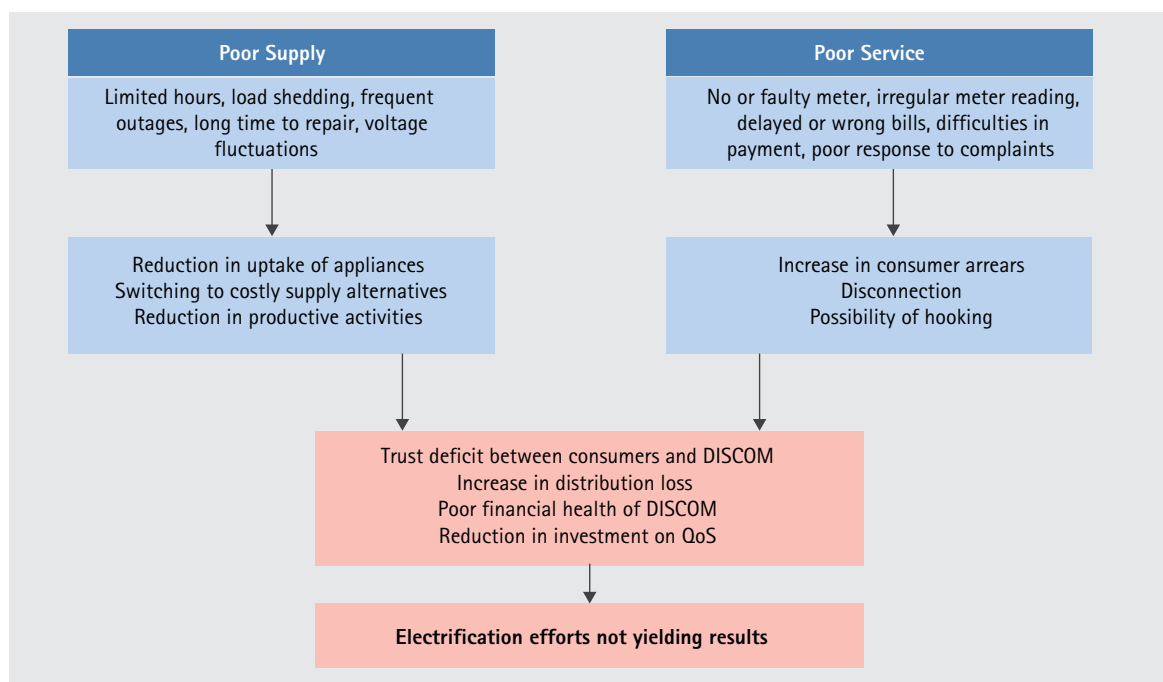 Poor Supply
Limited hours, load shedding, frequent
outages, long time to repair, voltage
fluctuations
Poor Service
No or faulty meter, irregular meter reading,
delayed or wrong bills, difficulties in
payment, poor response to complaints
Reduction in uptake of appliances
Switching to costly supply alternatives
Reduction in productive activities
Increase in consumer arrears
Disconnection
Possibility of hooking
Trust deficit between consumers and DISCOM
Increase in distribution loss
Poor financial health of DISCOM
Reduction in investment on QoS
Electrification efforts not yielding results